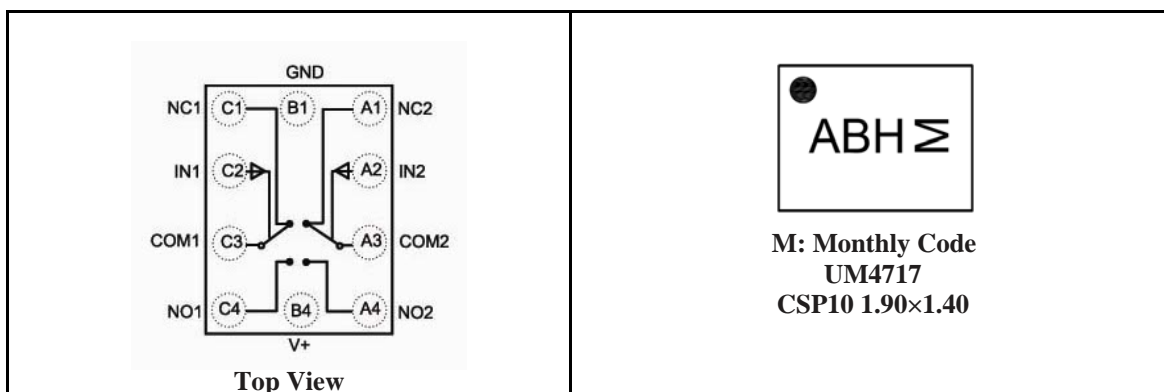 GND
NC1 C1 B1 A1 NC2
IN1 C2 A2 IN2
COM1 C3 A3 COM2
NO1 C4 B4 A4 NO2
V+
Top View
ABH M
M: Monthly Code
UM4717
CSP10 1.90×1.40